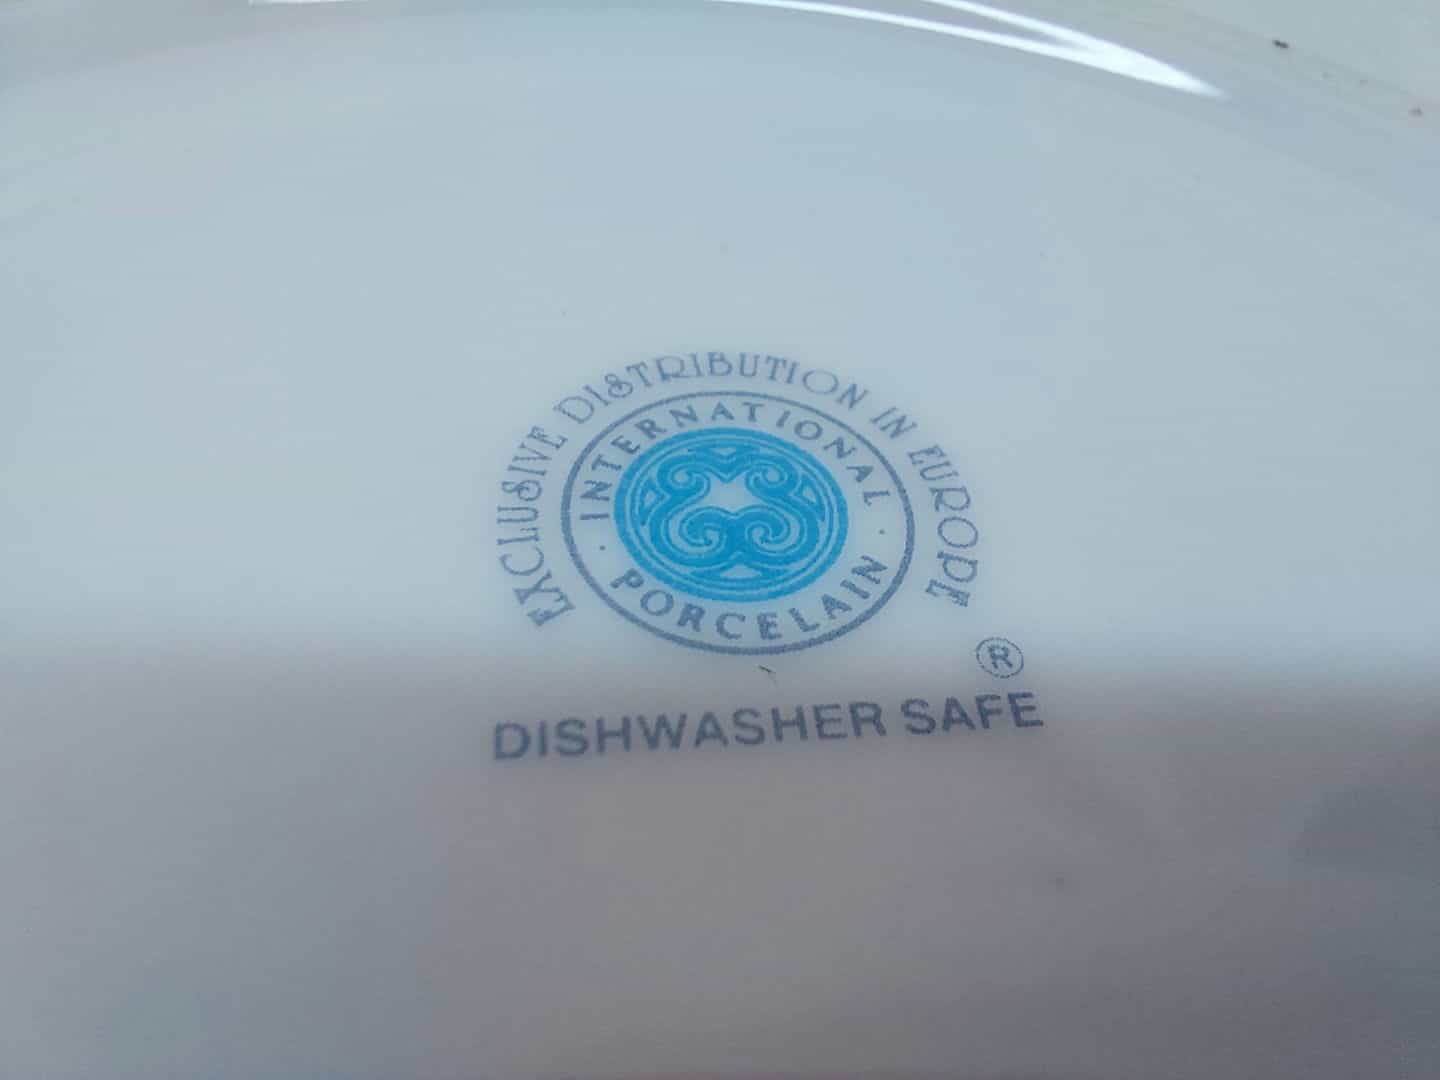 EXCLUSIVE DISTRIBUTION IN EUROPE
INTERNATIONAL
PORCELAIN
®
DISHWASHER SAFE